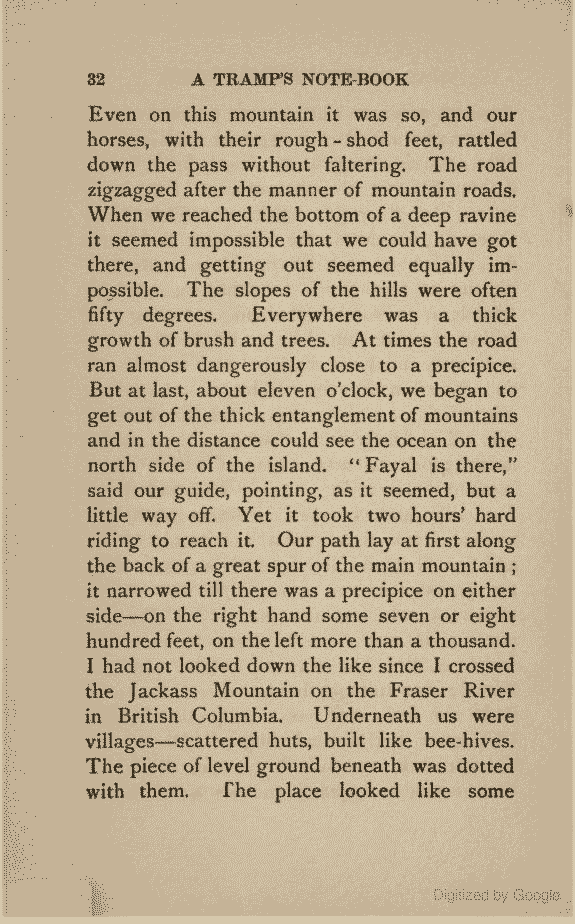 32 A TRAMP'S NOTE-BOOK
Even on this mountain it was so, and our
horses, with their rough-shod feet, rattled
down the pass without faltering. The road
zigzagged after the manner of mountain roads.
When we reached the bottom of a deep ravine
it seemed impossible that we could have got
there, and getting out seemed equally im-
possible. The slopes of the hills were often
fifty degrees. Everywhere was a thick
growth of brush and trees. At times the road
ran almost dangerously close to a precipice.
But at last, about eleven o'clock, we began to
get out of the thick entanglement of mountains
and in the distance could see the ocean on the
north side of the island. "Fayal is there,"
said our guide, pointing, as it seemed, but a
little way off. Yet it took two hours' hard
riding to reach it. Our path lay at first along
the back of a great spur of the main mountain;
it narrowed till there was a precipice on either
side—on the right hand some seven or eight
hundred feet, on the left more than a thousand.
I had not looked down the like since I crossed
the Jackass Mountain on the Fraser River
in British Columbia. Underneath us were
villages—scattered huts, built like bee-hives.
The piece of level ground beneath was dotted
with them. The place looked like some
Digitized by Google